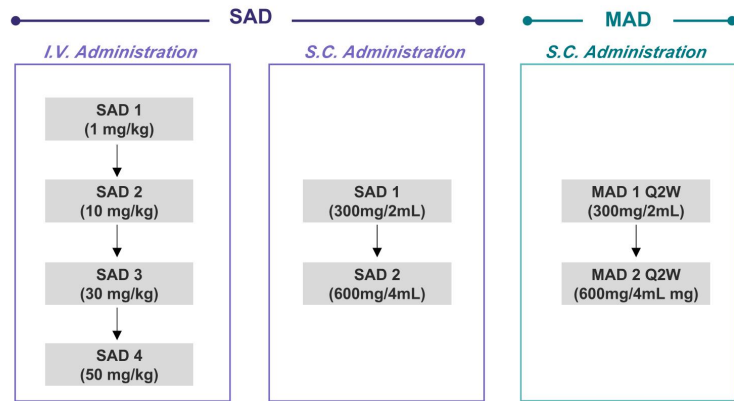 SAD
MAD
I.V. Administration
S.C. Administration
S.C. Administration
SAD 1
(1 mg/kg)
SAD 2
(10 mg/kg)
SAD 3
(30 mg/kg)
SAD 4
(50 mg/kg)
SAD 1
(300mg/2mL)
SAD 2
(600mg/4mL)
MAD 1 Q2W
(300mg/2mL)
MAD 2 Q2W
(600mg/4mL mg)